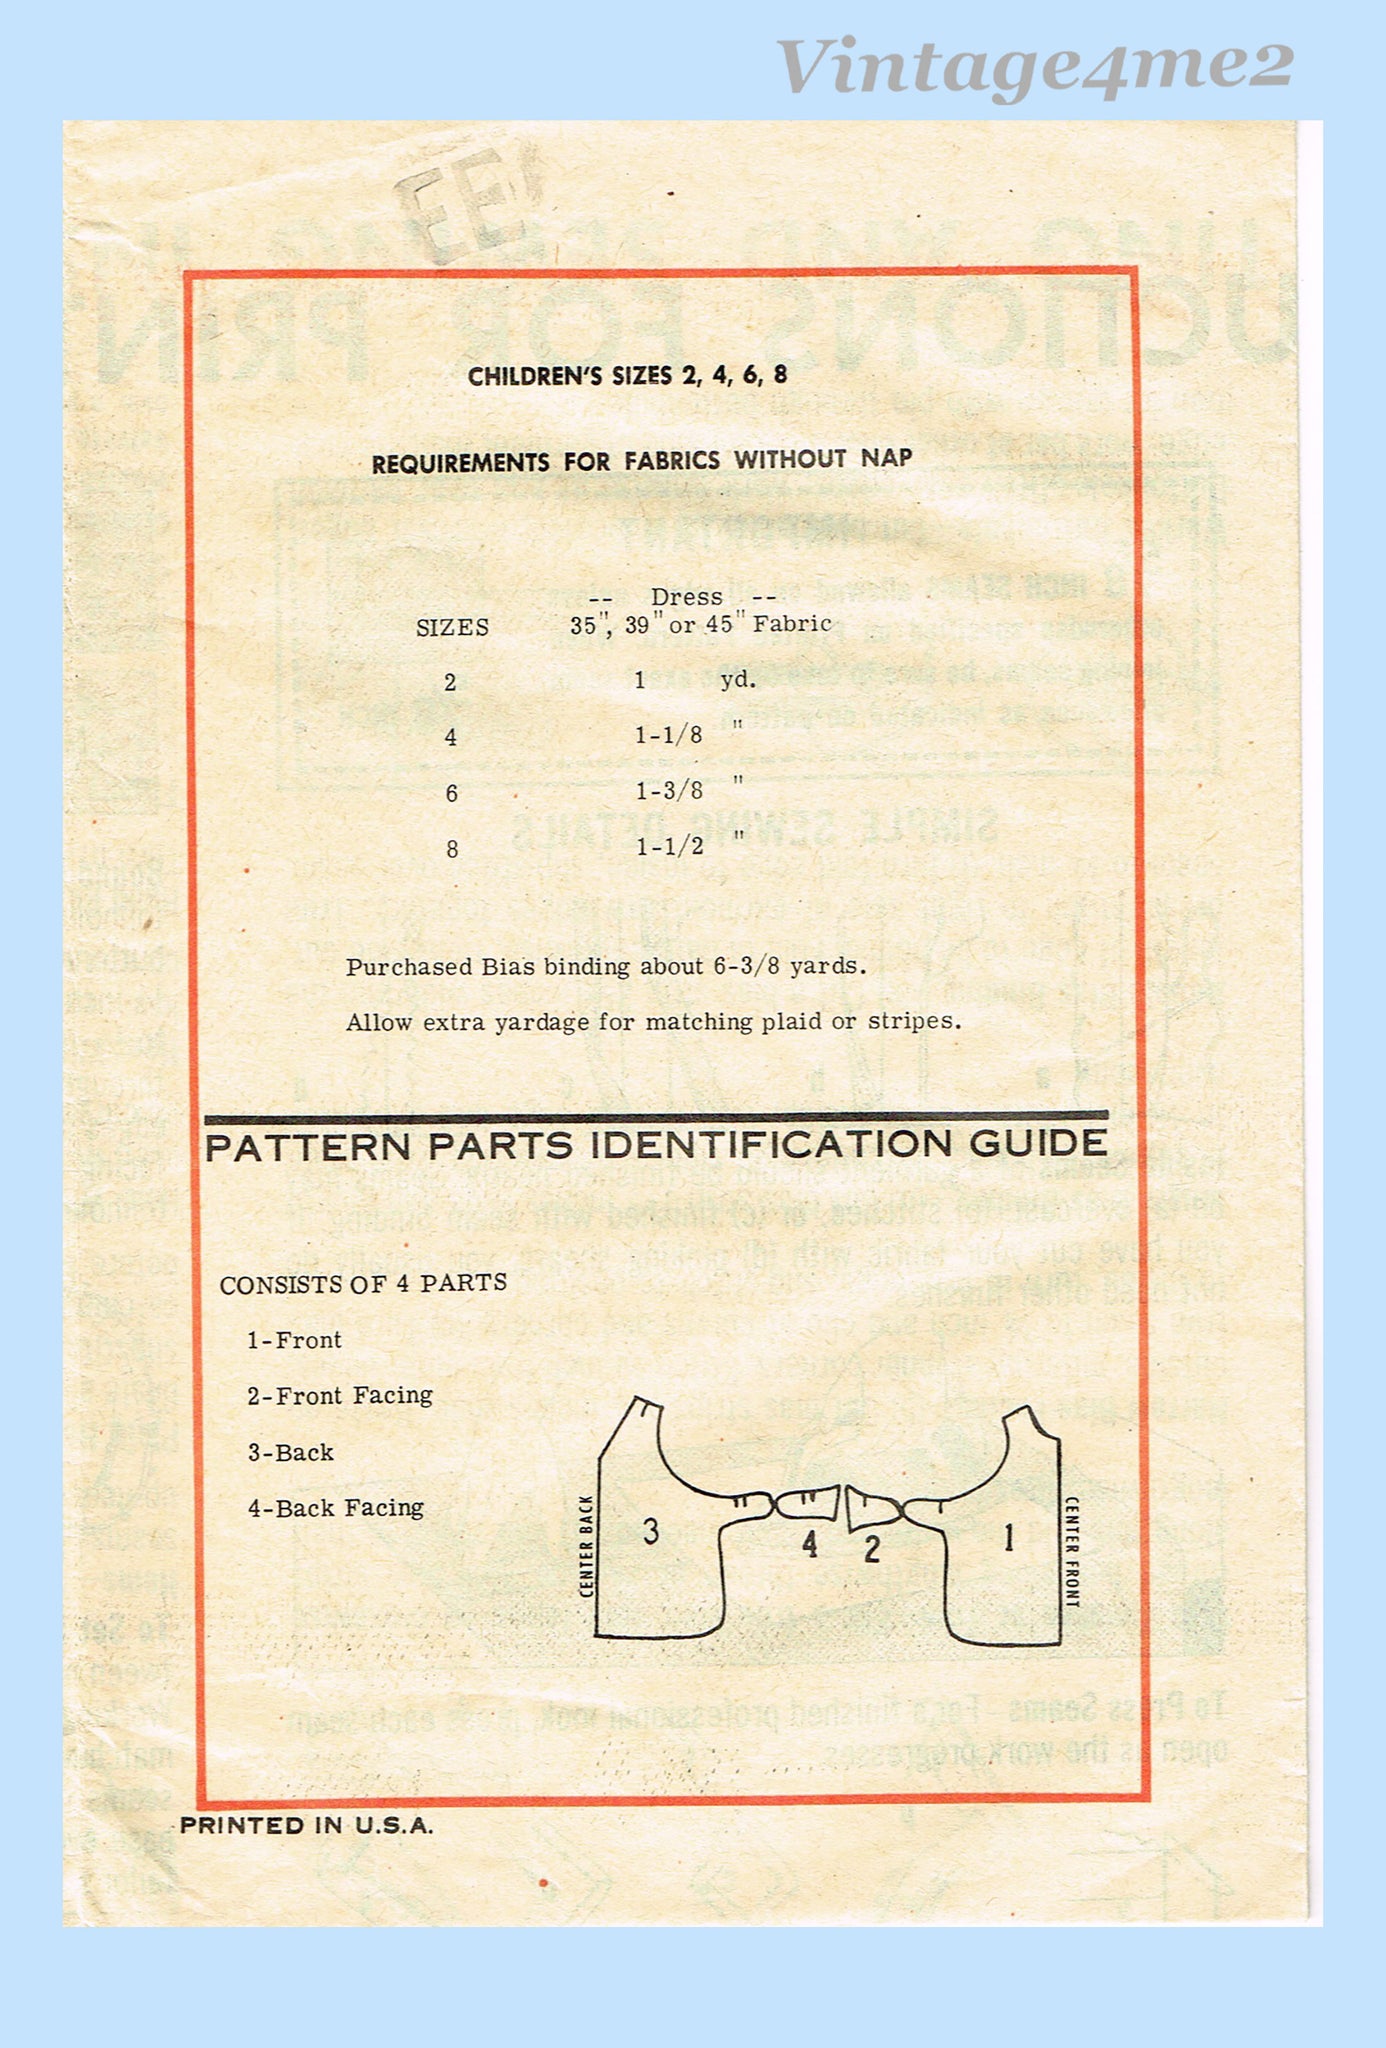 Vintage4me2
EE
CHILDREN'S SIZES 2, 4, 6, 8
REQUIREMENTS FOR FABRICS WITHOUT NAP
-- Dress --
SIZES 35", 39" or 45" Fabric
2 1 yd.
4 1-1/8 "
6 1-3/8 "
8 1-1/2 "
Purchased Bias binding about 6-3/8 yards.
Allow extra yardage for matching plaid or stripes.
PATTERN PARTS IDENTIFICATION GUIDE
CONSISTS OF 4 PARTS
1-Front
2-Front Facing
3-Back
4-Back Facing
CENTER BACK
3
4
2
1
CENTER FRONT
PRINTED IN U.S.A.